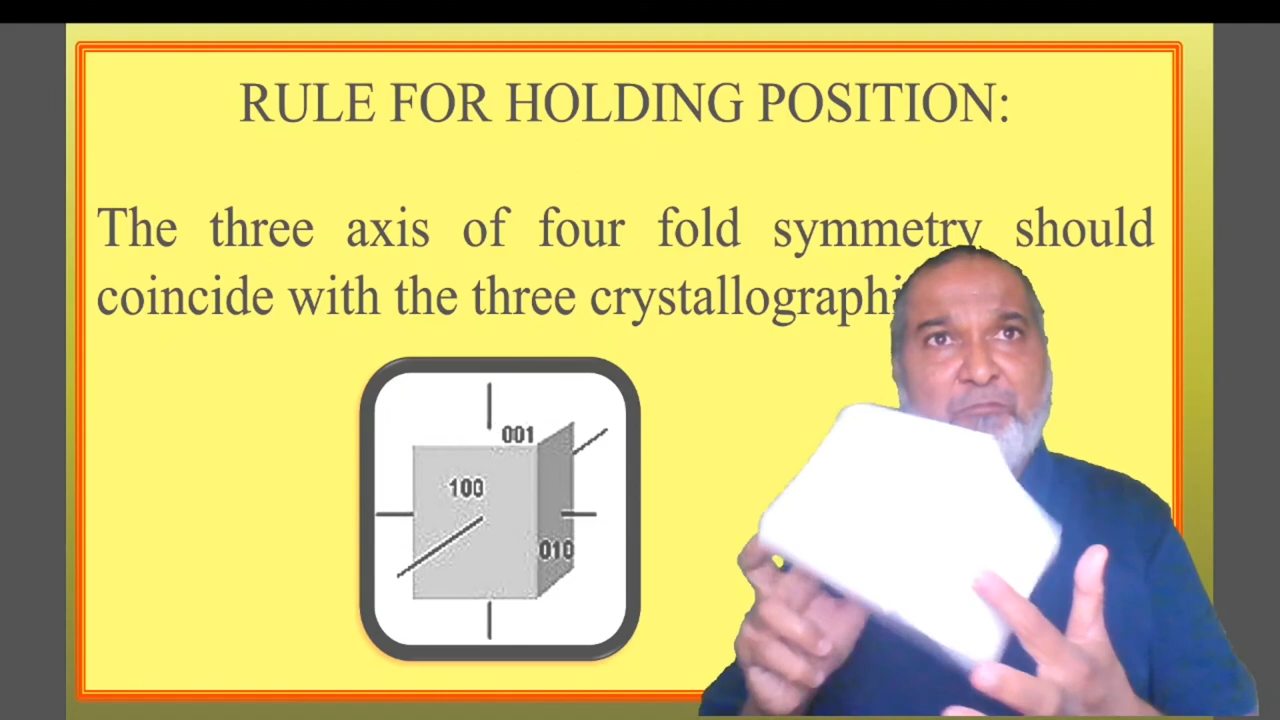 RULE FOR HOLDING POSITION:
The three axis of four fold symmetry should
coincide with the three crystallographi
001
100
010